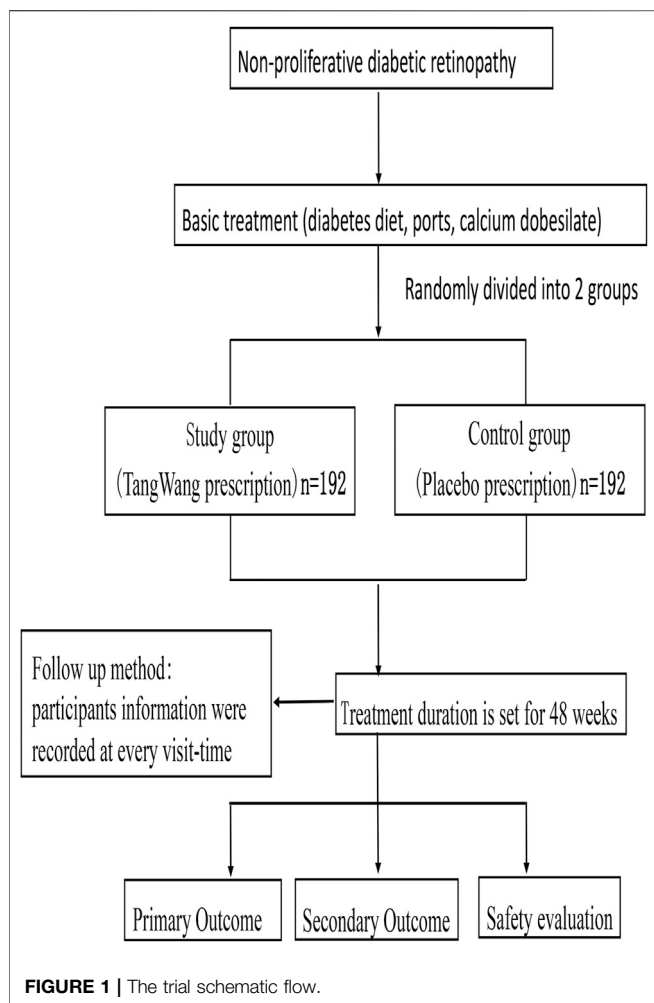 Non-proliferative diabetic retinopathy
Basic treatment (diabetes diet, ports, calcium dobesilate)
Randomly divided into 2 groups
Study group
(TangWang prescription) n=192
Control group
(Placebo prescription) n=192
Follow up method:
participants information were
recorded at every visit-time
Treatment duration is set for 48 weeks
Primary Outcome
Secondary Outcome
Safety evaluation
FIGURE 1 | The trial schematic flow.